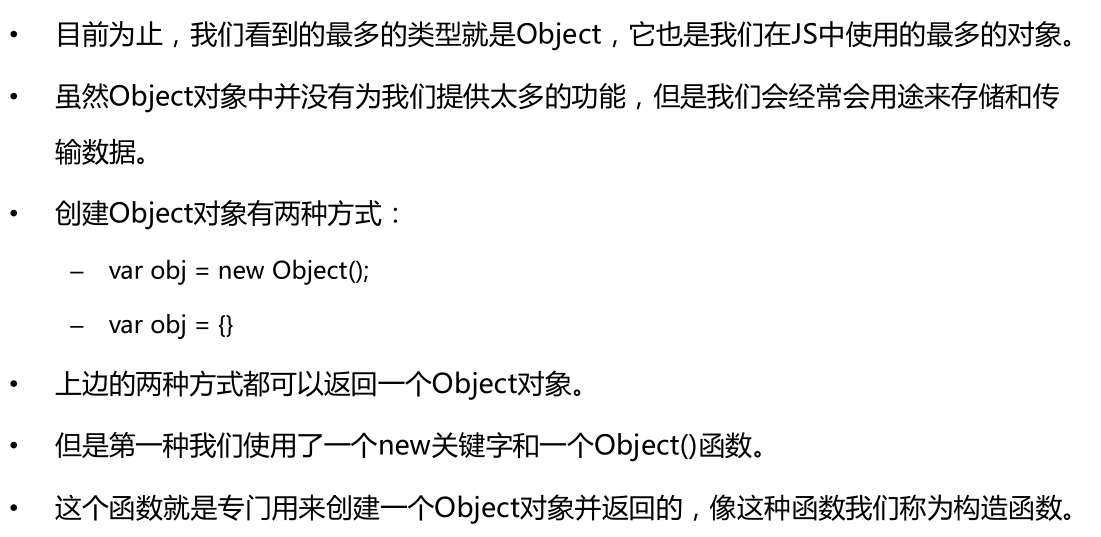 • 目前为止，我们看到的最多的类型就是Object，它也是我们在JS中使用的最多的对象。
• 虽然Object对象中并没有为我们提供太多的功能，但是我们会经常会用途来存储和传
输数据。
• 创建Object对象有两种方式：
– var obj = new Object();
– var obj = {}
• 上边的两种方式都可以返回一个Object对象。
• 但是第一种我们使用了一个new关键字和一个Object()函数。
• 这个函数就是专门用来创建一个Object对象并返回的，像这种函数我们称为构造函数。